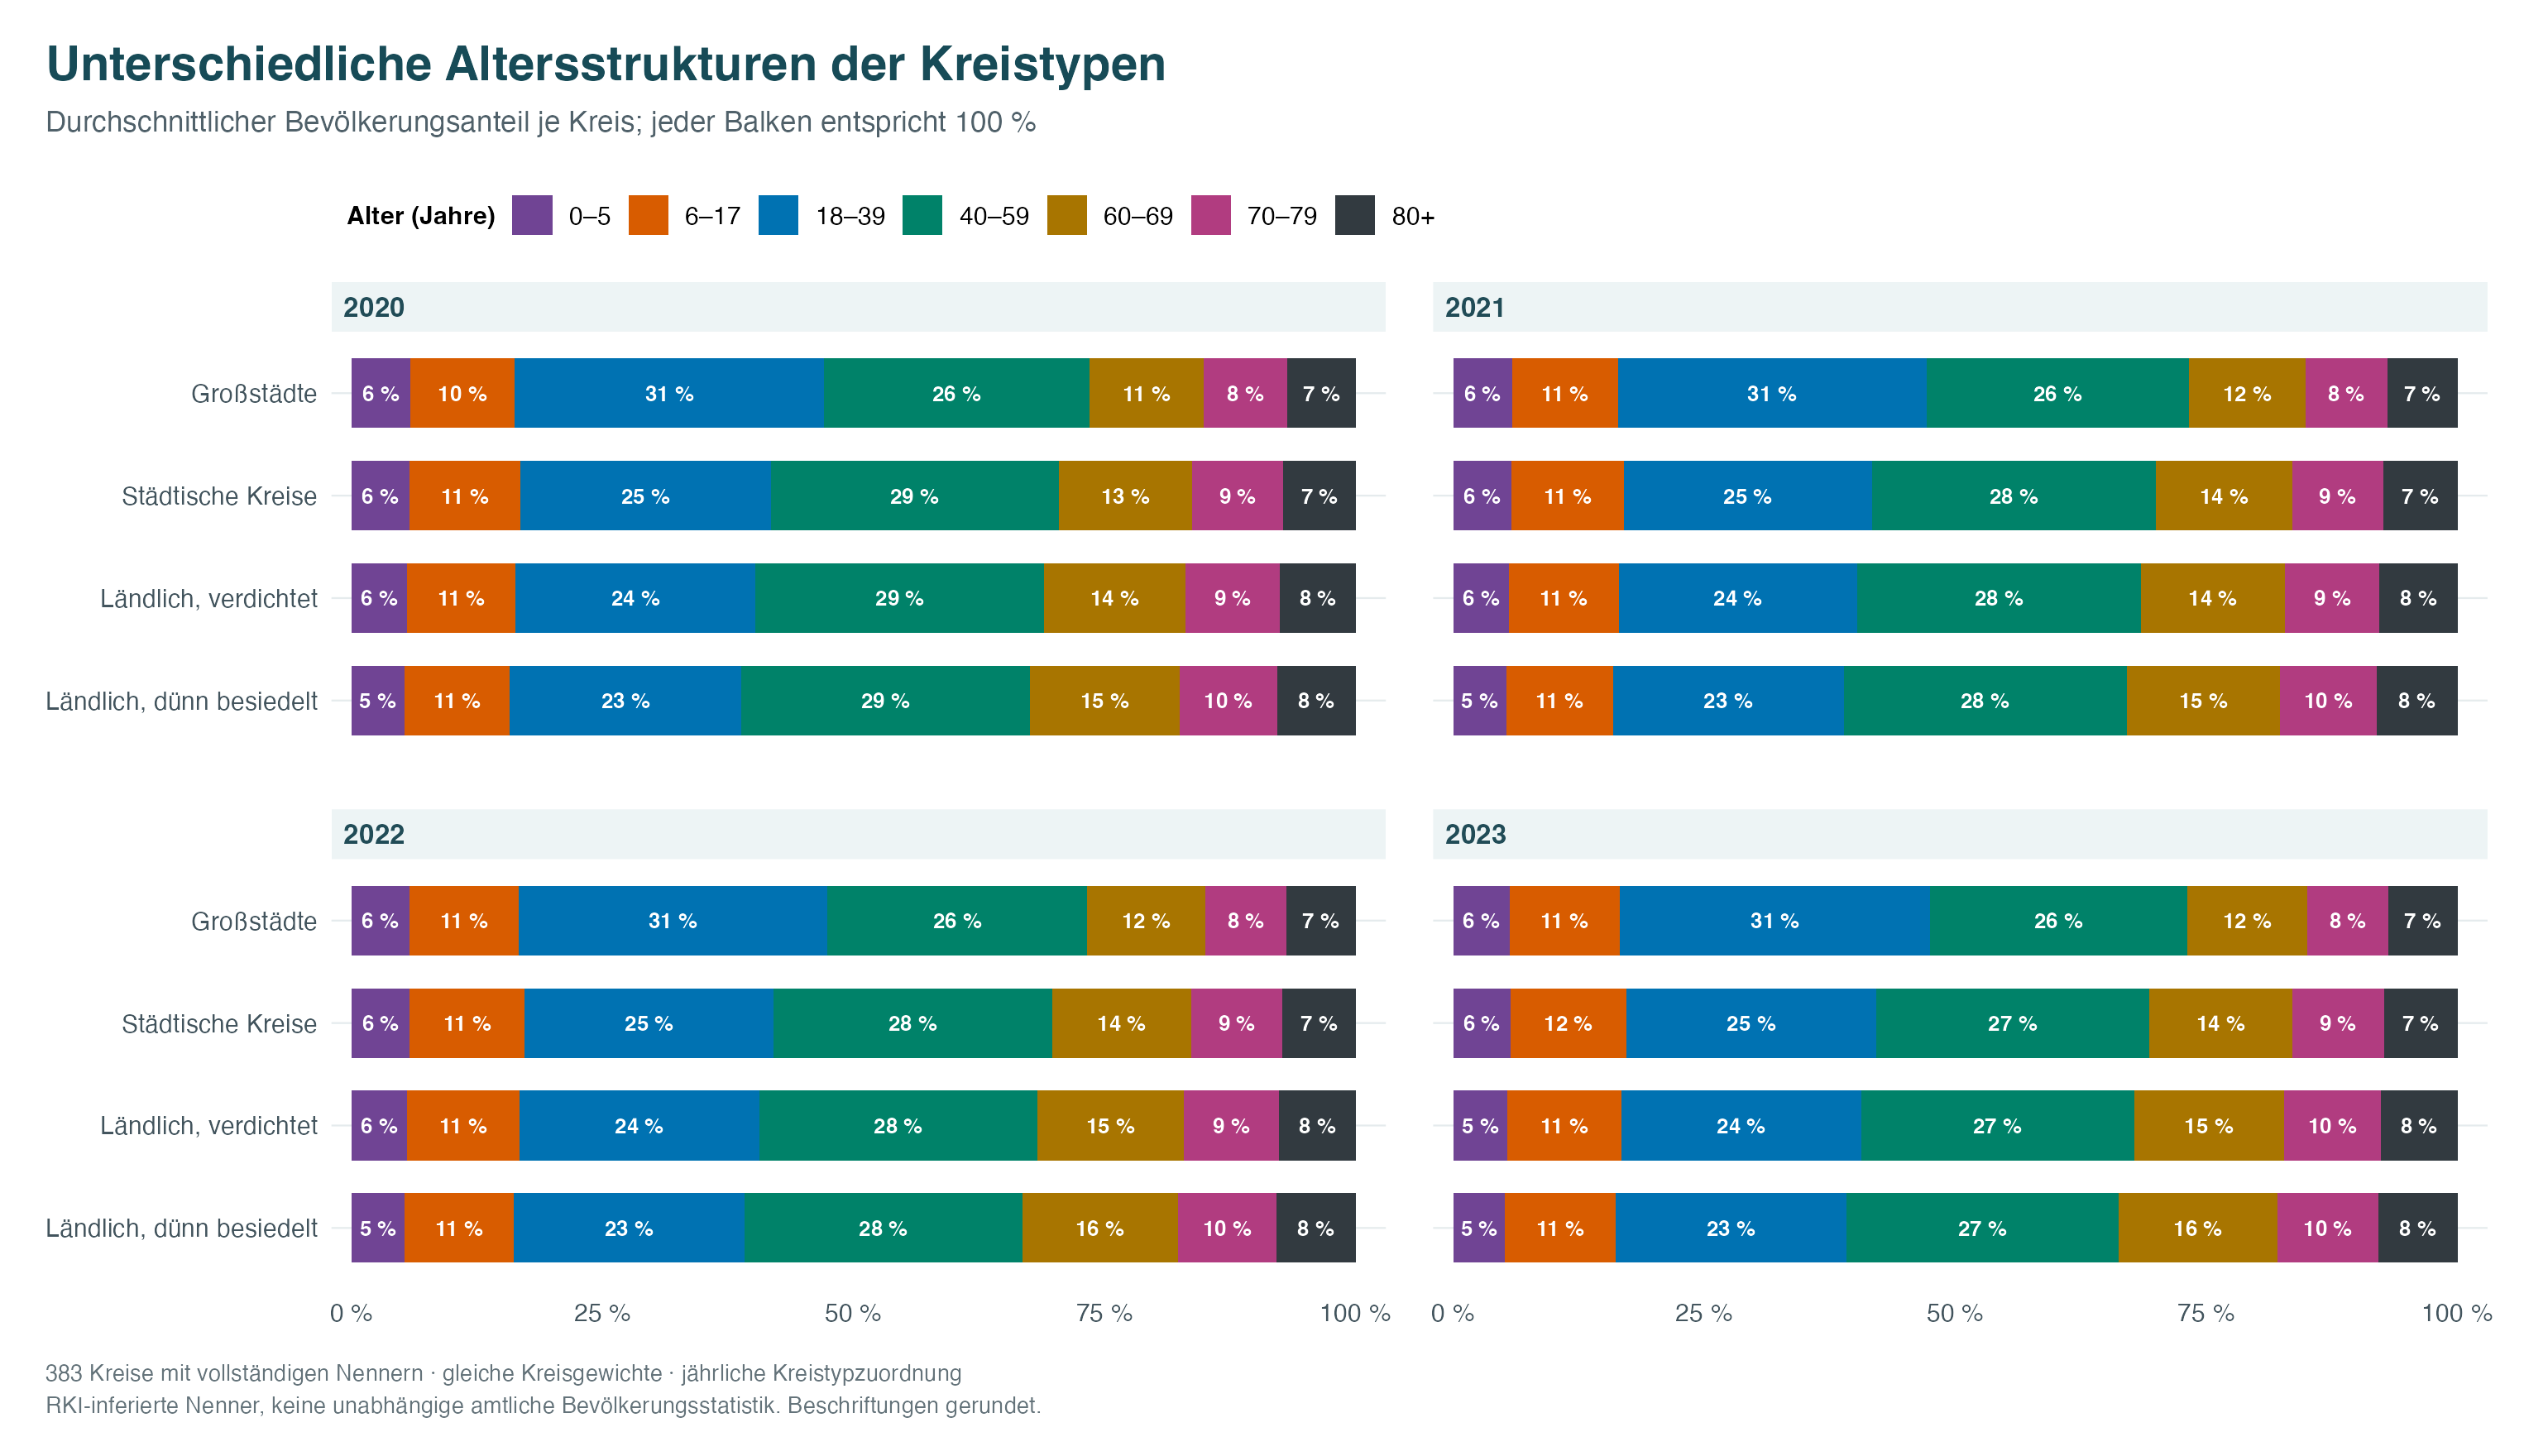 Unterschiedliche Altersstrukturen der Kreistypen
Durchschnittlicher Bevölkerungsanteil je Kreis; jeder Balken entspricht 100 %
Alter (Jahre) 0–5 6–17 18–39 40–59 60–69 70–79 80+
2020
Großstädte 6 % 10 % 31 % 26 % 11 % 8 % 7 %
Städtische Kreise 6 % 11 % 25 % 29 % 13 % 9 % 7 %
Ländlich, verdichtet 6 % 11 % 24 % 29 % 14 % 9 % 8 %
Ländlich, dünn besiedelt 5 % 11 % 23 % 29 % 15 % 10 % 8 %
2021
6 % 11 % 31 % 26 % 12 % 8 % 7 %
6 % 11 % 25 % 28 % 14 % 9 % 7 %
6 % 11 % 24 % 28 % 14 % 9 % 8 %
5 % 11 % 23 % 28 % 15 % 10 % 8 %
2022
Großstädte 6 % 11 % 31 % 26 % 12 % 8 % 7 %
Städtische Kreise 6 % 11 % 25 % 28 % 14 % 9 % 7 %
Ländlich, verdichtet 6 % 11 % 24 % 28 % 15 % 9 % 8 %
Ländlich, dünn besiedelt 5 % 11 % 23 % 28 % 16 % 10 % 8 %
0 % 25 % 50 % 75 % 100 %
2023
6 % 11 % 31 % 26 % 12 % 8 % 7 %
6 % 12 % 25 % 27 % 14 % 9 % 7 %
5 % 11 % 24 % 27 % 15 % 10 % 8 %
5 % 11 % 23 % 27 % 16 % 10 % 8 %
0 % 25 % 50 % 75 % 100 %
383 Kreise mit vollständigen Nennern · gleiche Kreisgewichte · jährliche Kreistypzuordnung
RKI-inferierte Nenner, keine unabhängige amtliche Bevölkerungsstatistik. Beschriftungen gerundet.